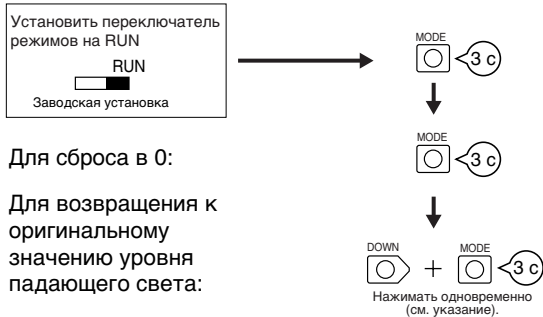 Установить переключатель
режимов на RUN
RUN
Заводская установка
MODE
3 с
MODE
3 с
Для сброса в 0:
Для возвращения к
оригинальному
значению уровня
падающего света:
DOWN
+
MODE
3 с
Нажимать одновременно
(см. указание).